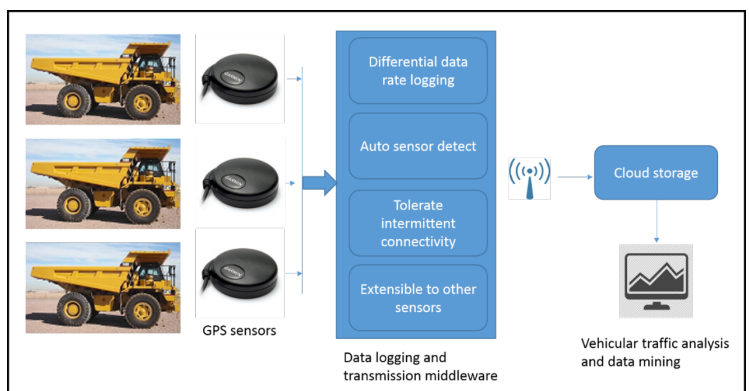 Differential data
rate logging
Auto sensor detect
Tolerate
intermittent
connectivity
Extensible to other
sensors
GPS sensors
Data logging and
transmission middleware
Cloud storage
Vehicular traffic analysis
and data mining